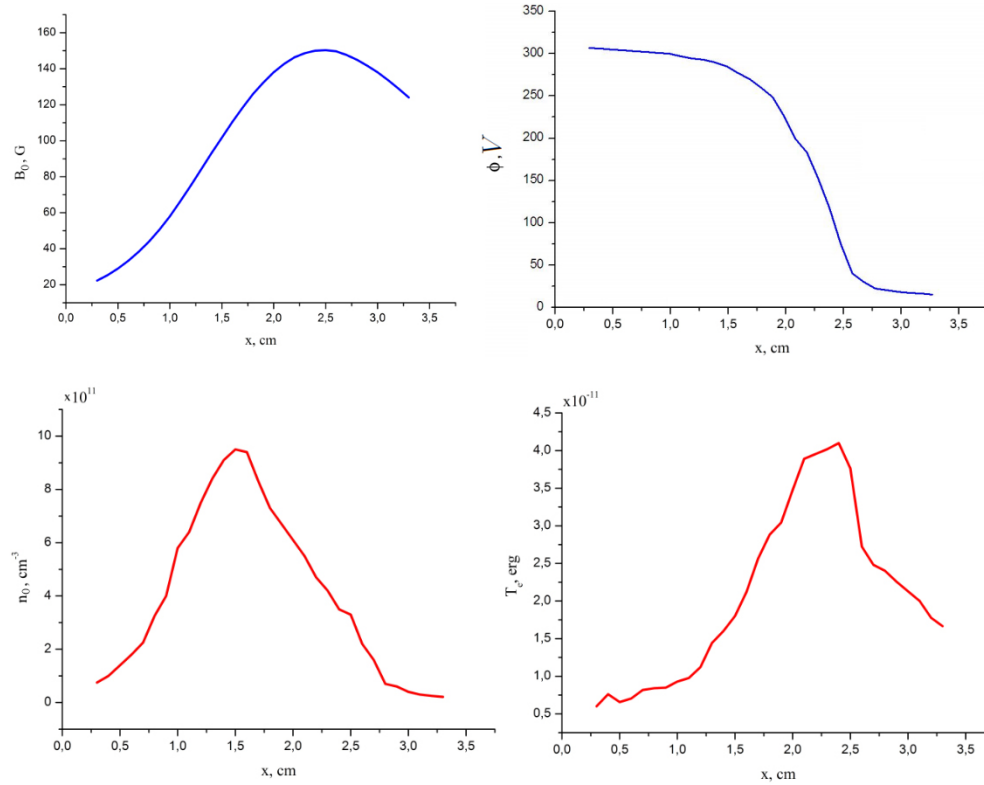 160
140
120
100
80
60
40
20
B₀, G
0,0 0,5 1,0 1,5 2,0 2,5 3,0 3,5
x, cm
350
300
250
200
150
100
50
0
ϕ, V
0,0 0,5 1,0 1,5 2,0 2,5 3,0 3,5
x, cm
x10¹¹
10
8
6
4
2
0
n₀, cm⁻³
0,0 0,5 1,0 1,5 2,0 2,5 3,0 3,5
x, cm
x10⁻¹¹
4,5
4,0
3,5
3,0
2,5
2,0
1,5
1,0
0,5
Tₑ, erg
0,0 0,5 1,0 1,5 2,0 2,5 3,0 3,5
x, cm